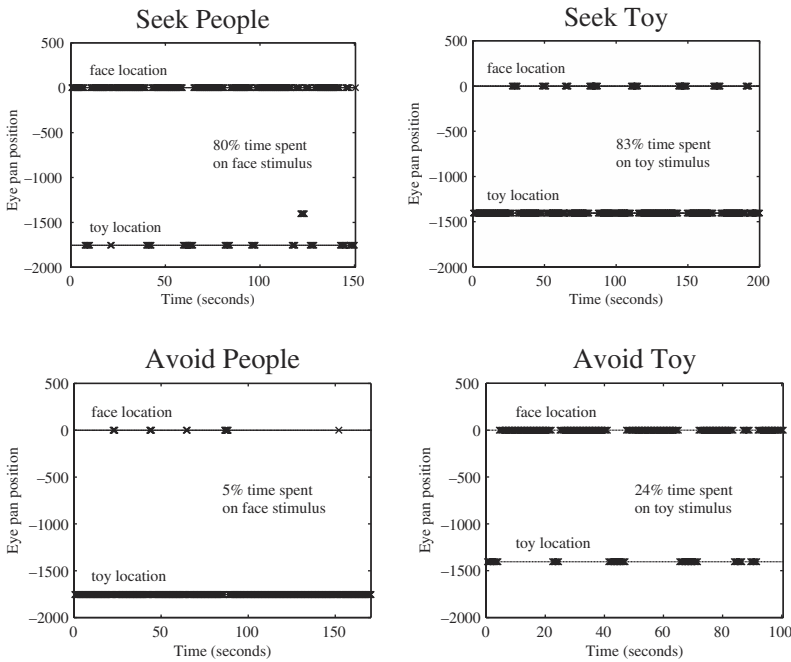 Seek People
500
face location
0
−500
80% time spent
on face stimulus
−1000
Eye pan position
−1500
toy location
−2000
0 50 100 150
Time (seconds)
Seek Toy
500
face location
0
−500
83% time spent
on toy stimulus
−1000
Eye pan position
toy location
−1500
−2000
0 50 100 150 200
Time (seconds)
Avoid People
500
face location
0
−500
5% time spent
on face stimulus
−1000
Eye pan position
−1500
toy location
−2000
0 50 100 150
Time (seconds)
Avoid Toy
500
face location
0
−500
24% time spent
on toy stimulus
−1000
Eye pan position
toy location
−1500
−2000
0 20 40 60 80 100
Time (seconds)